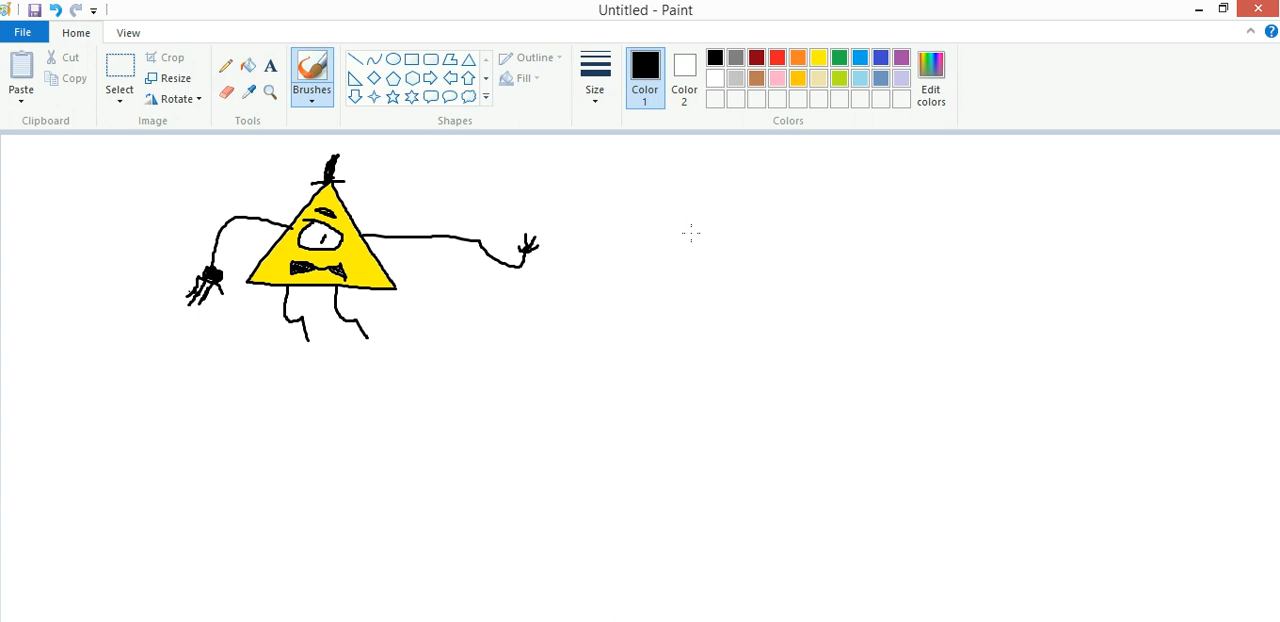 Untitled - Paint
File Home View
Cut
Copy
Paste
Clipboard
Crop
Resize
Rotate
Select
Image
A
Tools
Brushes
Outline
Fill
Shapes
Size
Color 1
Color 2
Edit colors
Colors